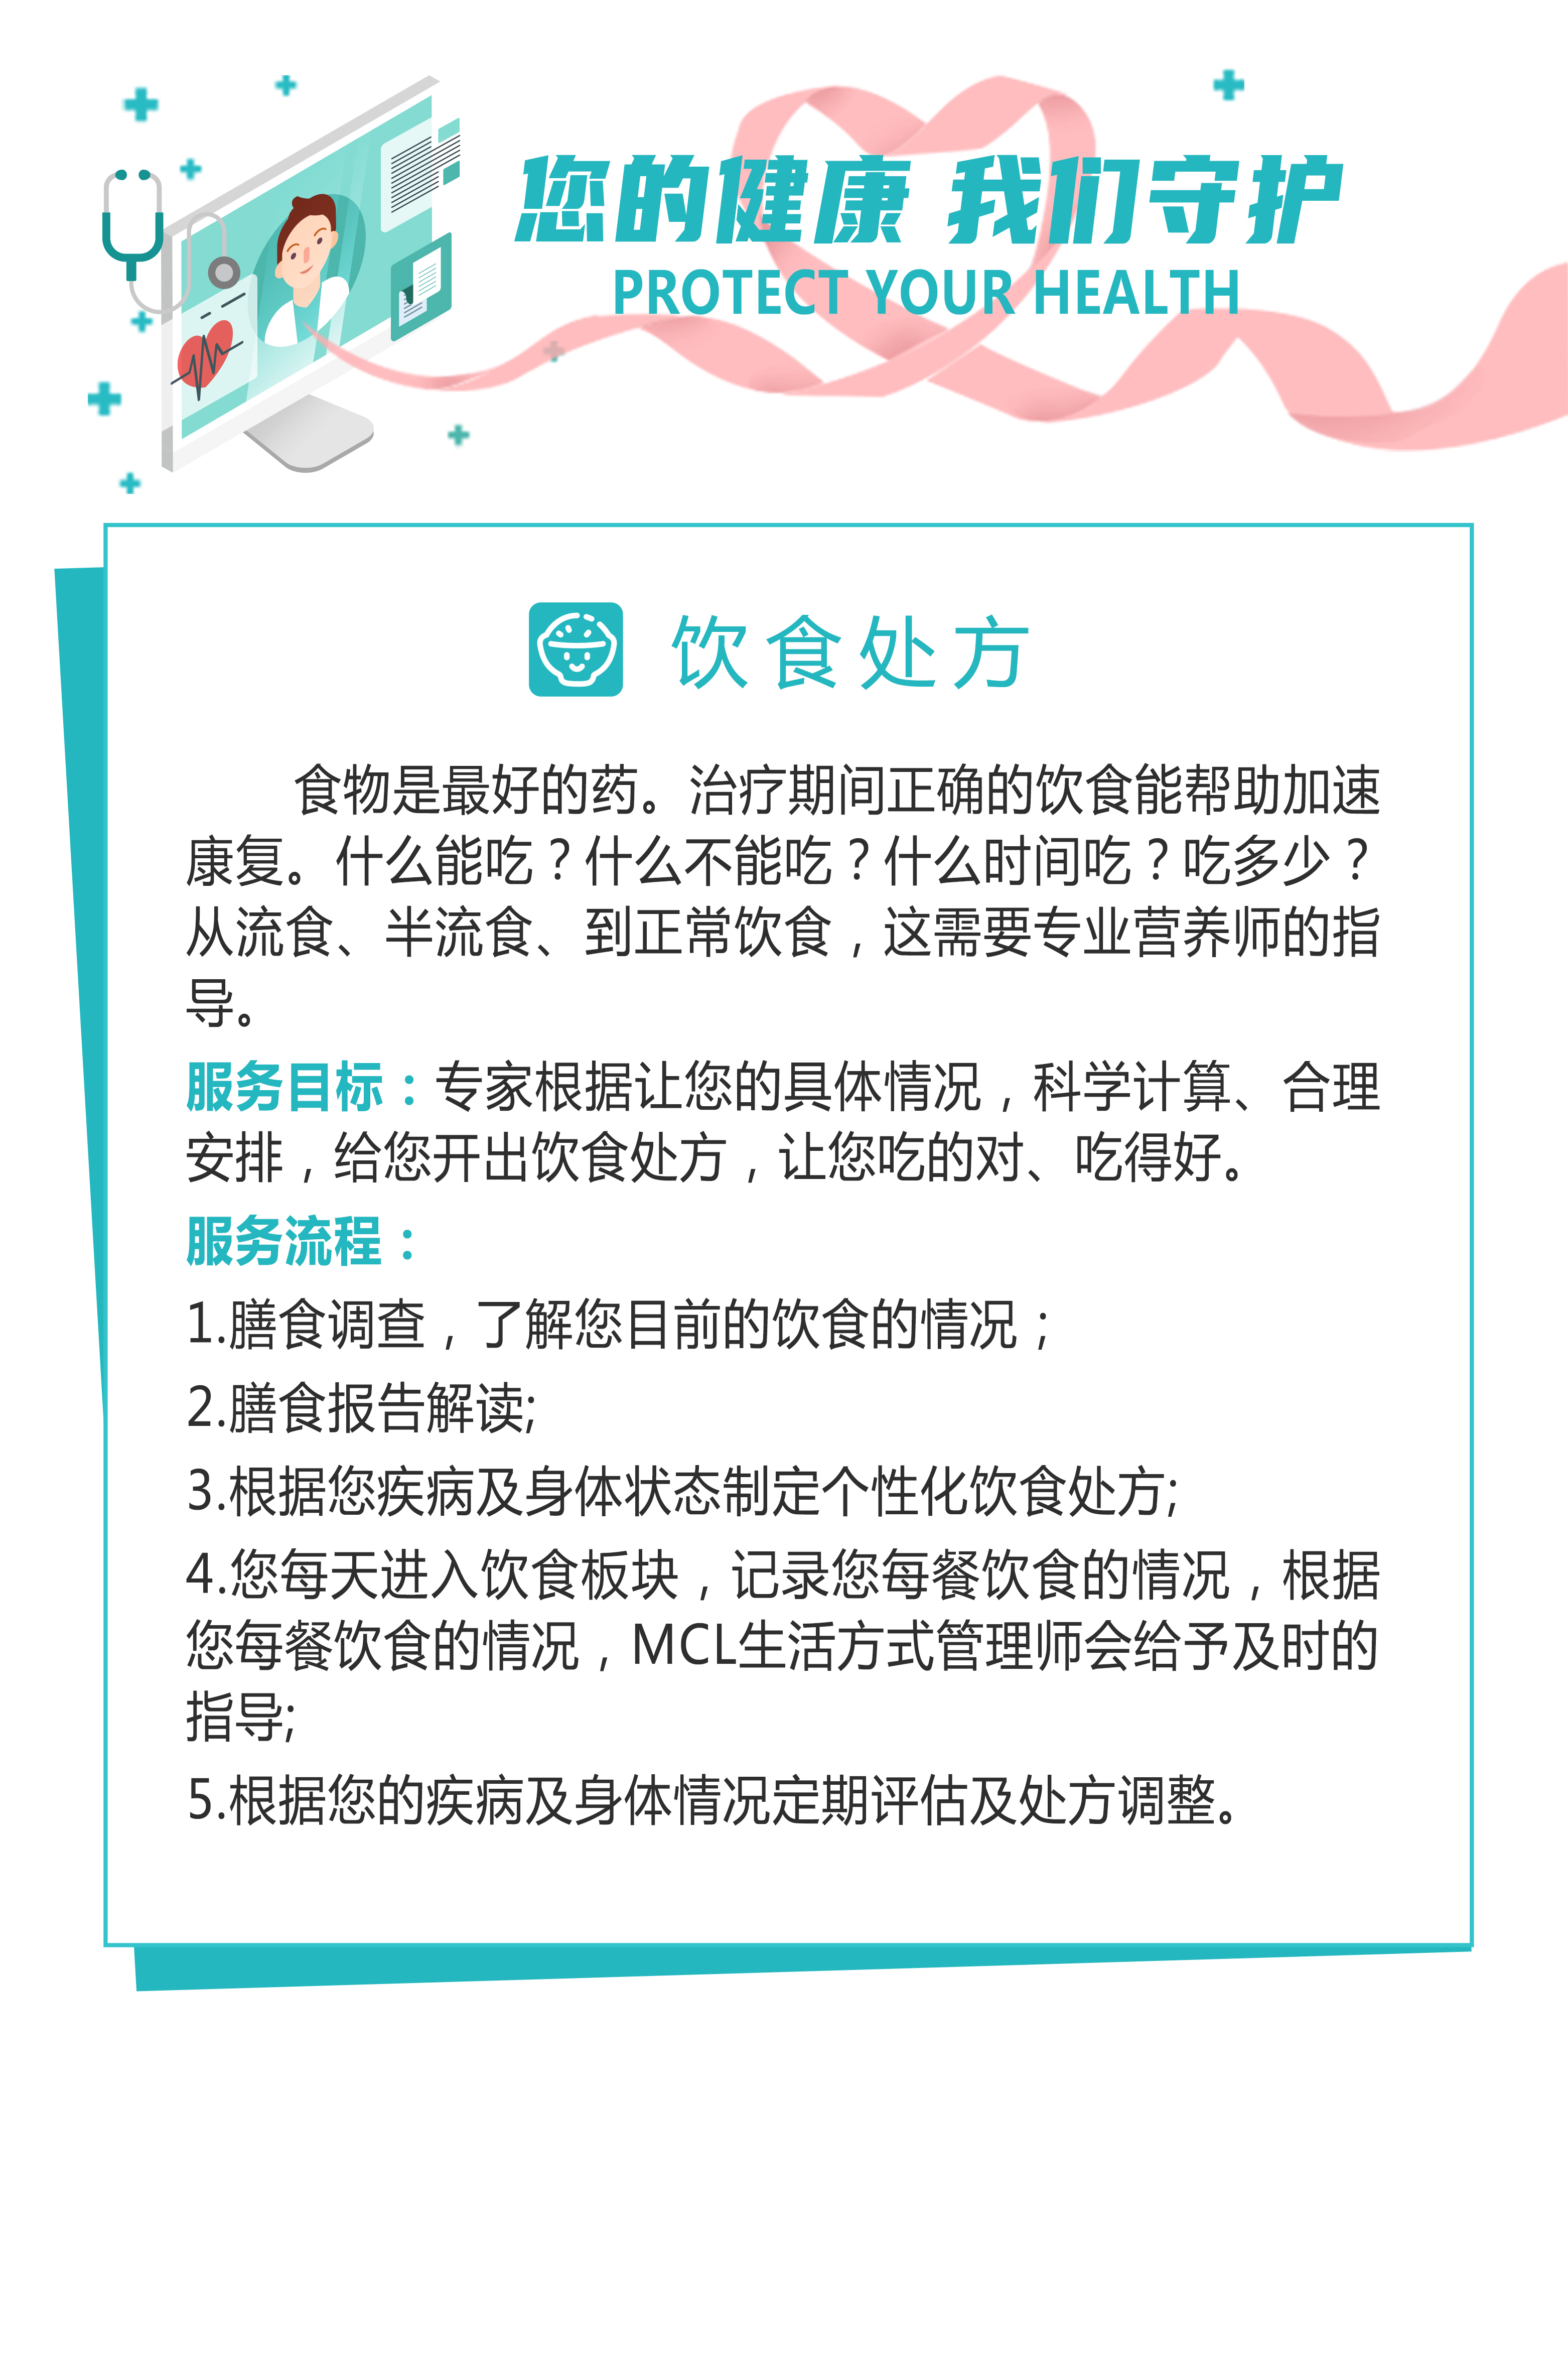 您的健康 我们守护
PROTECT YOUR HEALTH
饮食处方
食物是最好的药。治疗期间正确的饮食能帮助加速
康复。什么能吃？什么不能吃？什么时间吃？吃多少？
从流食、半流食、到正常饮食，这需要专业营养师的指
导。
服务目标：专家根据让您的具体情况，科学计算、合理
安排，给您开出饮食处方，让您吃的对、吃得好。
服务流程：
1.膳食调查，了解您目前的饮食的情况；
2.膳食报告解读;
3.根据您疾病及身体状态制定个性化饮食处方;
4.您每天进入饮食板块，记录您每餐饮食的情况，根据
您每餐饮食的情况，MCL生活方式管理师会给予及时的
指导;
5.根据您的疾病及身体情况定期评估及处方调整。